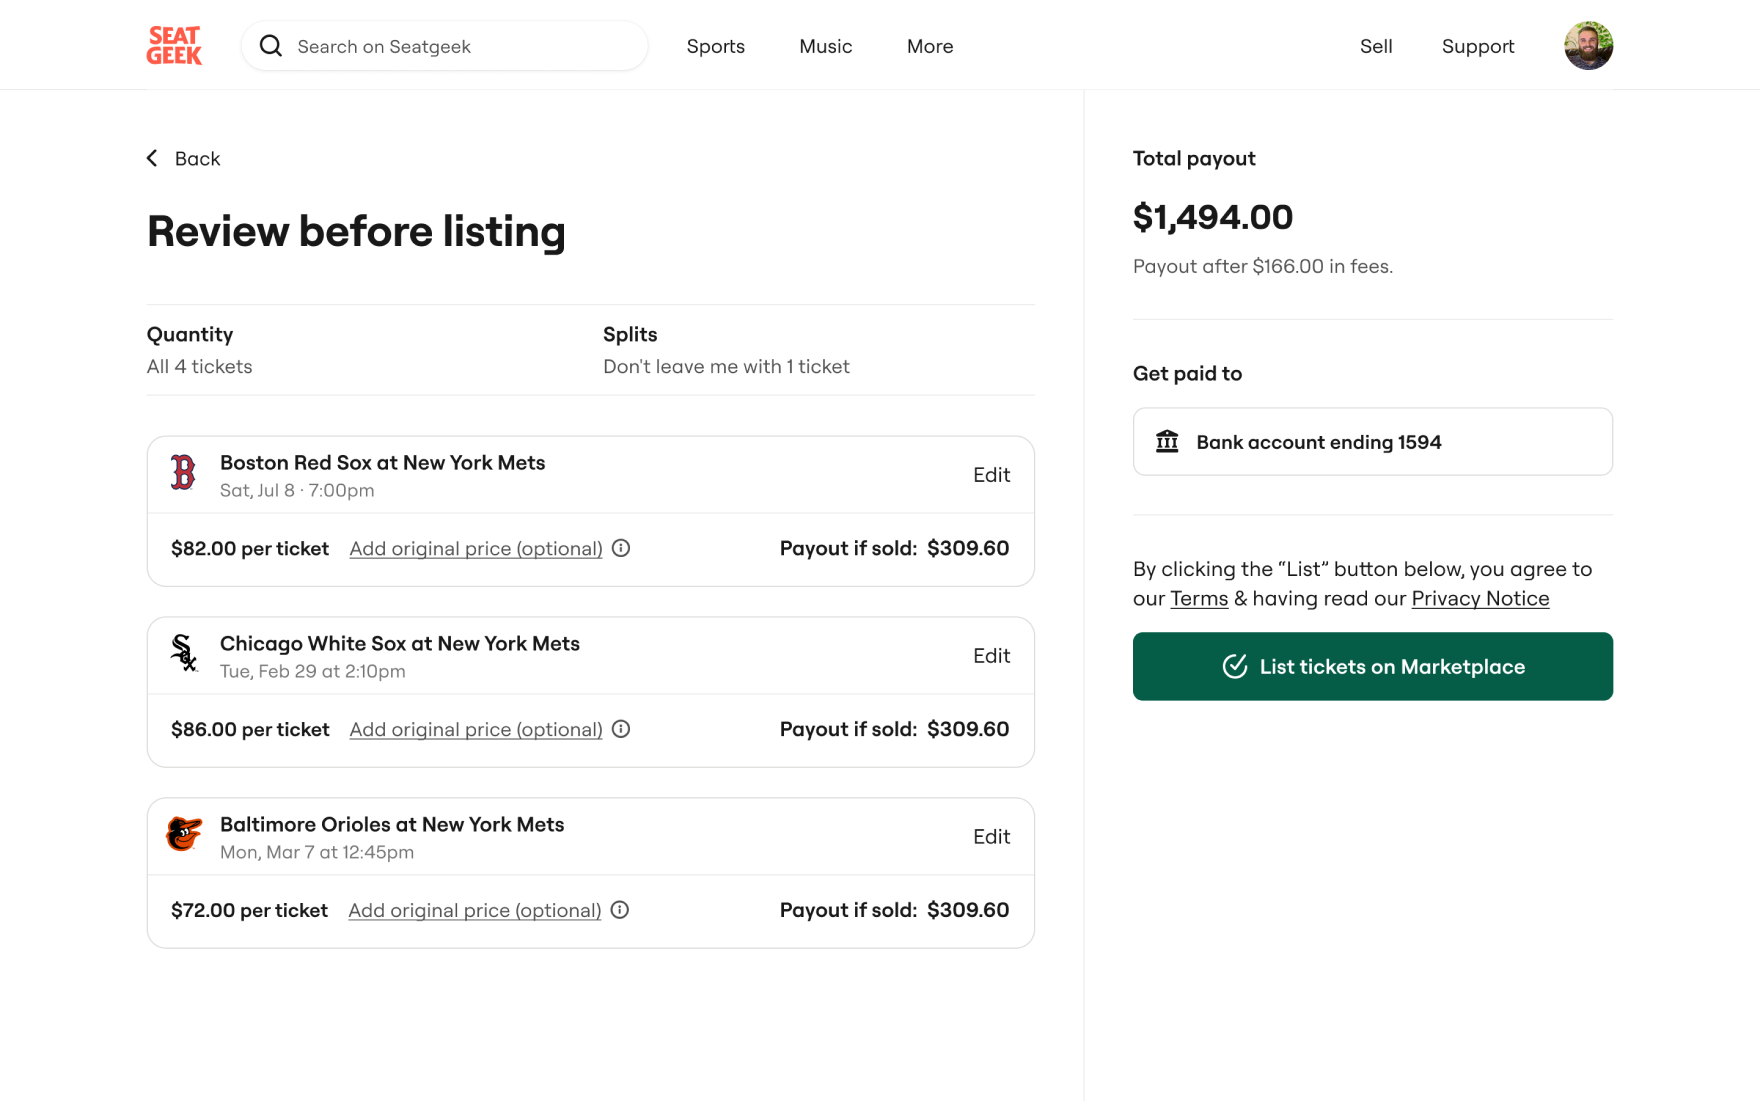 SEAT
GEEK
Search on Seatgeek
Sports
Music
More
Sell
Support
Back
Review before listing
Quantity
All 4 tickets
Splits
Don't leave me with 1 ticket
B
Boston Red Sox at New York Mets
Sat, Jul 8 · 7:00pm
Edit
$82.00 per ticket
Add original price (optional)
Payout if sold: $309.60
Sox
Chicago White Sox at New York Mets
Tue, Feb 29 at 2:10pm
Edit
$86.00 per ticket
Add original price (optional)
Payout if sold: $309.60
Baltimore Orioles at New York Mets
Mon, Mar 7 at 12:45pm
Edit
$72.00 per ticket
Add original price (optional)
Payout if sold: $309.60
Total payout
$1,494.00
Payout after $166.00 in fees.
Get paid to
Bank account ending 1594
By clicking the “List” button below, you agree to
our Terms & having read our Privacy Notice
List tickets on Marketplace